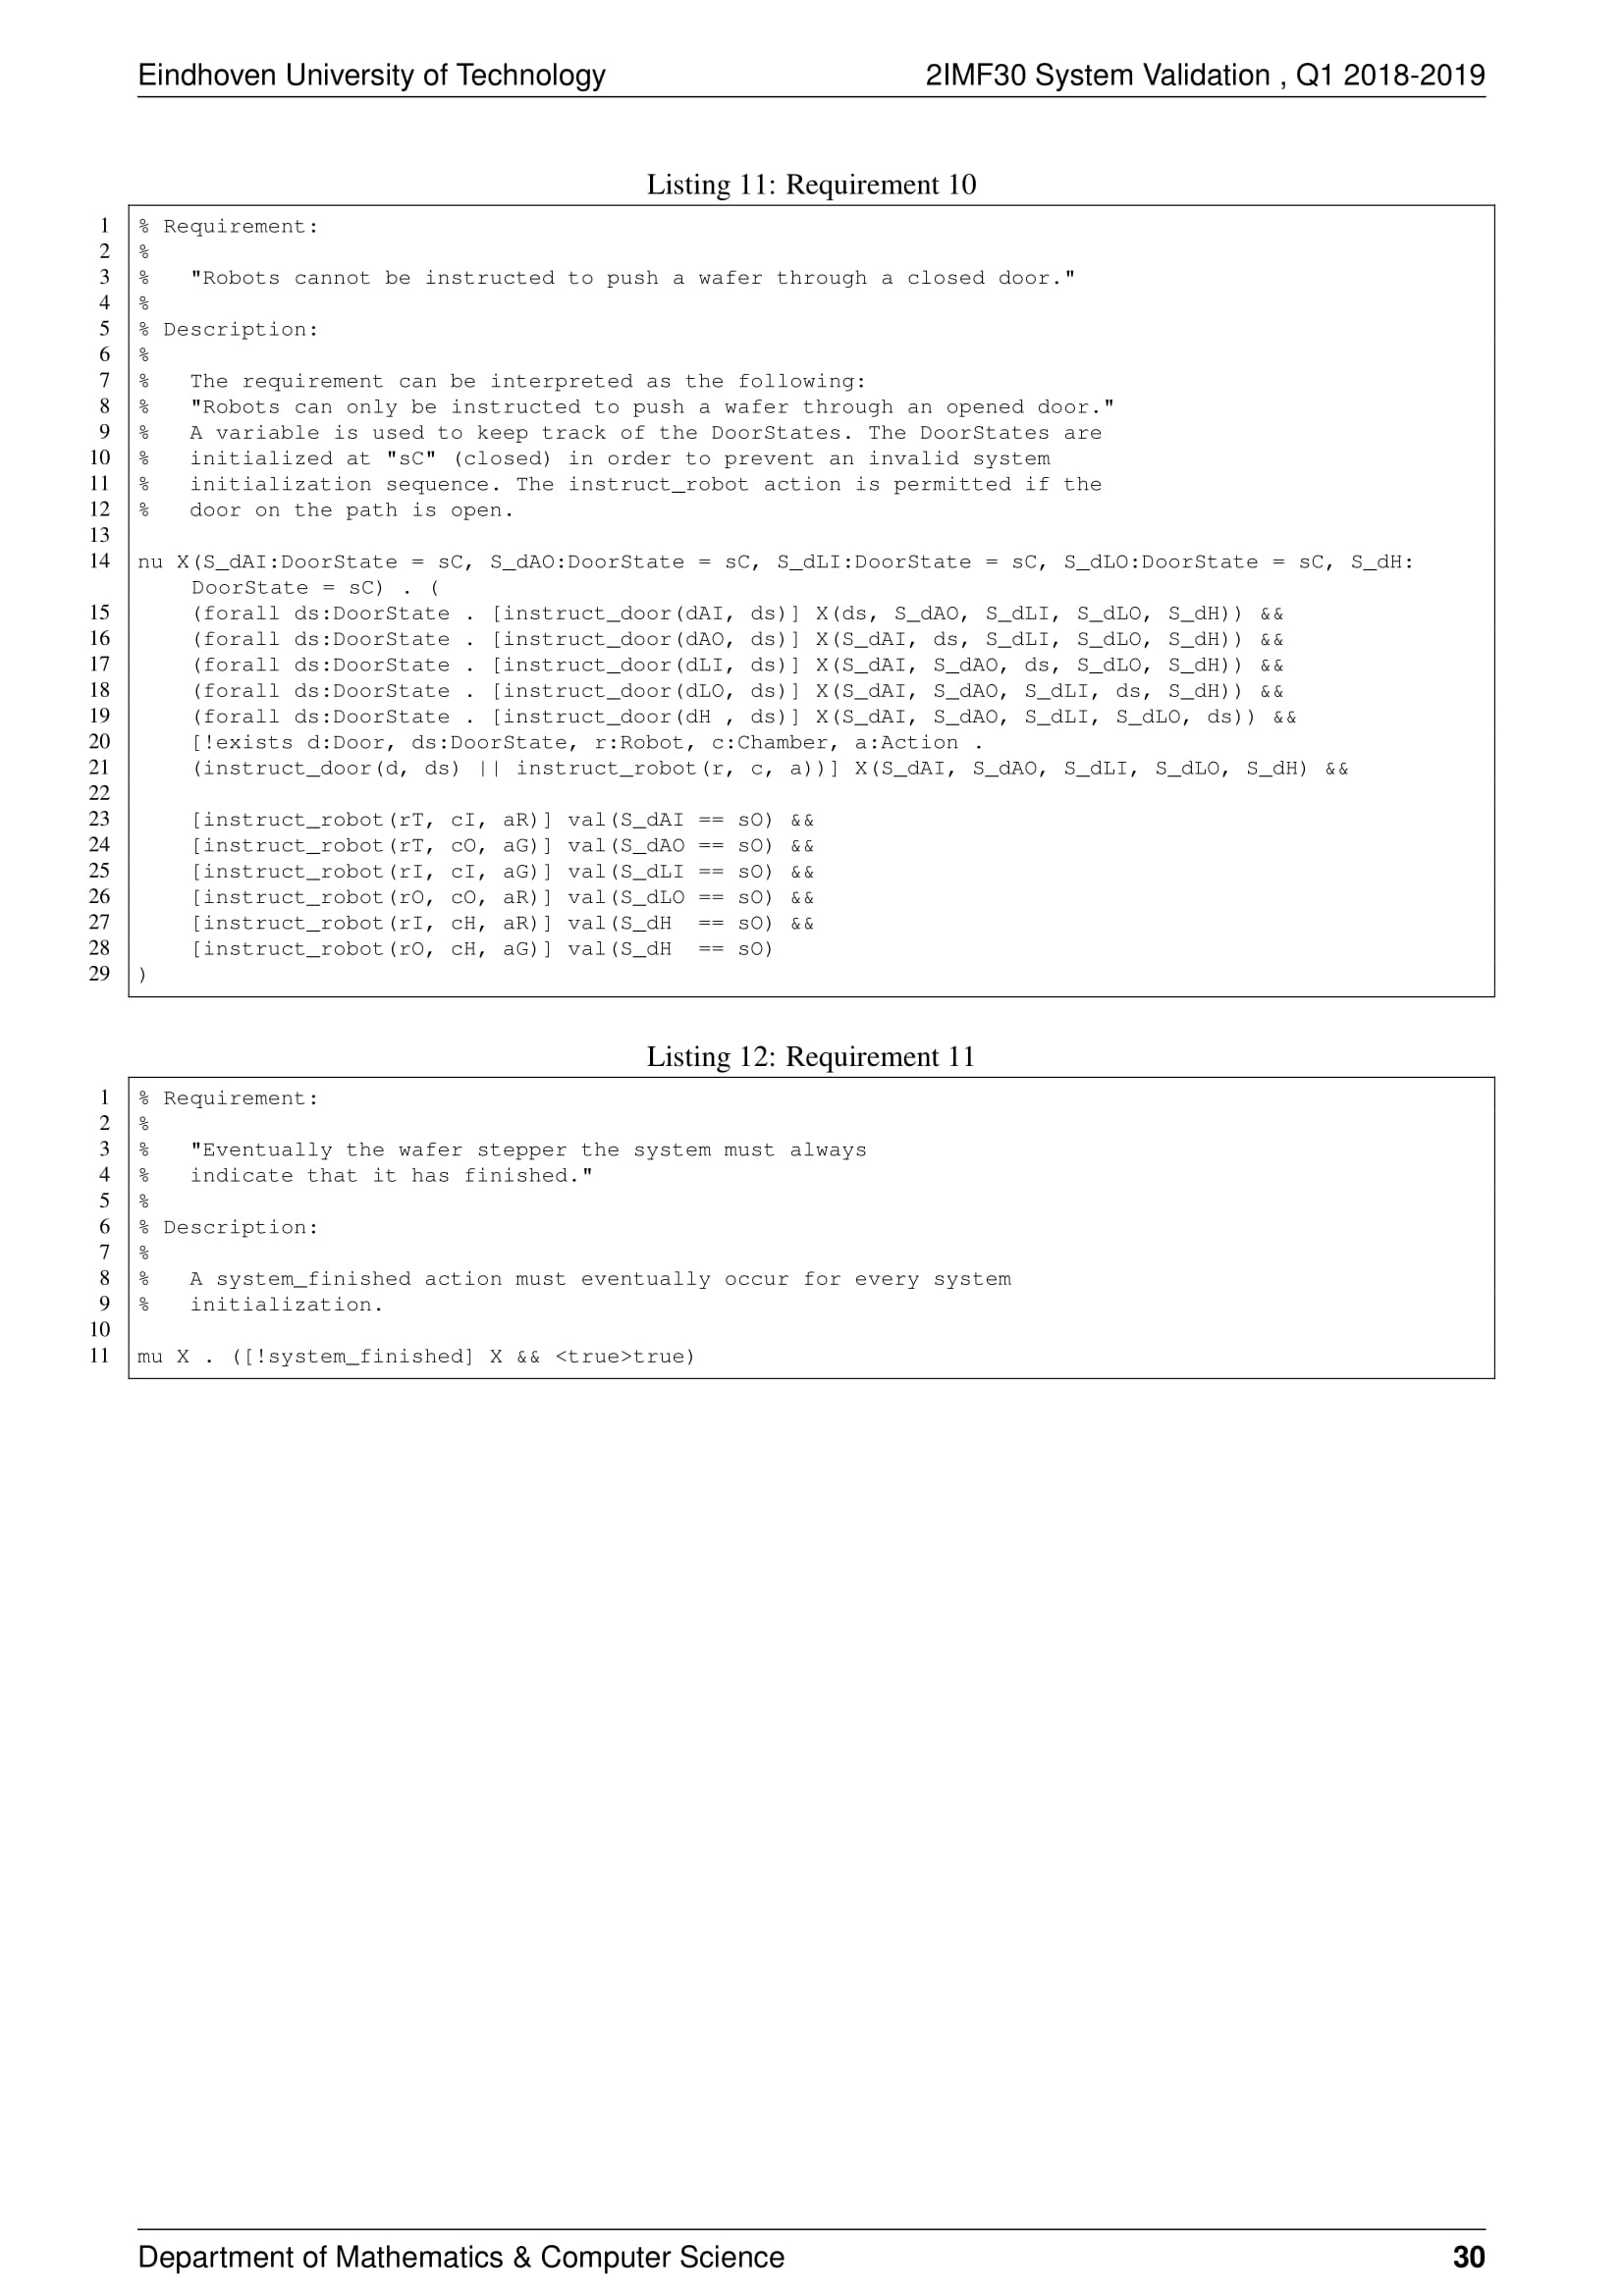 Eindhoven University of Technology 2IMF30 System Validation , Q1 2018-2019
Listing 11: Requirement 10
1 % Requirement:
2 %
3 %   "Robots cannot be instructed to push a wafer through a closed door."
4 %
5 % Description:
6 %
7 %   The requirement can be interpreted as the following:
8 %   "Robots can only be instructed to push a wafer through an opened door."
9 %   A variable is used to keep track of the DoorStates. The DoorStates are
10 %   initialized at "sC" (closed) in order to prevent an invalid system
11 %   initialization sequence. The instruct_robot action is permitted if the
12 %   door on the path is open.
13
14 nu X(S_dAI:DoorState = sC, S_dAO:DoorState = sC, S_dLI:DoorState = sC, S_dLO:DoorState = sC, S_dH:
DoorState = sC) . (
15     (forall ds:DoorState . [instruct_door(dAI, ds)] X(ds, S_dAO, S_dLI, S_dLO, S_dH)) &&
16     (forall ds:DoorState . [instruct_door(dAO, ds)] X(S_dAI, ds, S_dLI, S_dLO, S_dH)) &&
17     (forall ds:DoorState . [instruct_door(dLI, ds)] X(S_dAI, S_dAO, ds, S_dLO, S_dH)) &&
18     (forall ds:DoorState . [instruct_door(dLO, ds)] X(S_dAI, S_dAO, S_dLI, ds, S_dH)) &&
19     (forall ds:DoorState . [instruct_door(dH , ds)] X(S_dAI, S_dAO, S_dLI, S_dLO, ds)) &&
20     [!exists d:Door, ds:DoorState, r:Robot, c:Chamber, a:Action .
21     (instruct_door(d, ds) || instruct_robot(r, c, a))] X(S_dAI, S_dAO, S_dLI, S_dLO, S_dH) &&
22
23     [instruct_robot(rT, cI, aR)] val(S_dAI == sO) &&
24     [instruct_robot(rT, cO, aG)] val(S_dAO == sO) &&
25     [instruct_robot(rI, cI, aG)] val(S_dLI == sO) &&
26     [instruct_robot(rO, cO, aR)] val(S_dLO == sO) &&
27     [instruct_robot(rI, cH, aR)] val(S_dH  == sO) &&
28     [instruct_robot(rO, cH, aG)] val(S_dH  == sO)
29 )
Listing 12: Requirement 11
1 % Requirement:
2 %
3 %   "Eventually the wafer stepper the system must always
4 %   indicate that it has finished."
5 %
6 % Description:
7 %
8 %   A system_finished action must eventually occur for every system
9 %   initialization.
10
11 mu X . ([!system_finished] X && <true>true)
Department of Mathematics & Computer Science 30